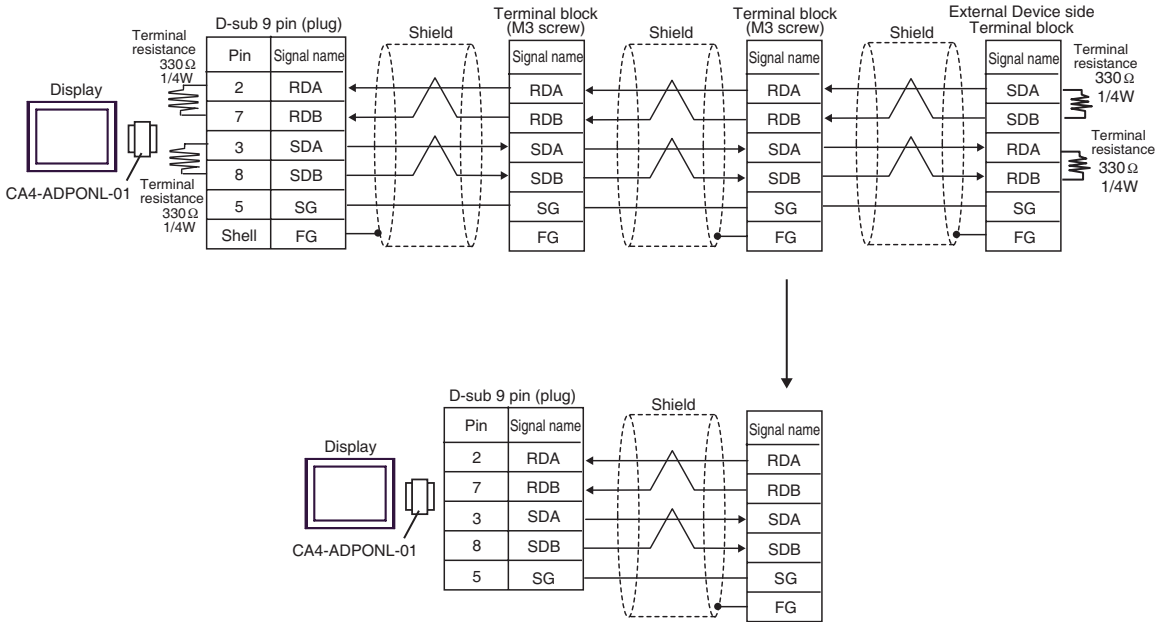 D-sub 9 pin (plug)
Terminal resistance 330Ω 1/4W
Display
CA4-ADPONL-01
Terminal resistance 330Ω 1/4W
Pin Signal name
2 RDA
7 RDB
3 SDA
8 SDB
5 SG
Shell FG
Shield
Terminal block (M3 screw)
Signal name
RDA
RDB
SDA
SDB
SG
FG
Shield
Terminal block (M3 screw)
Signal name
RDA
RDB
SDA
SDB
SG
FG
Shield
External Device side Terminal block
Signal name
SDA
SDB
RDA
RDB
SG
FG
Terminal resistance 330Ω 1/4W
Terminal resistance 330Ω 1/4W
Display
CA4-ADPONL-01
D-sub 9 pin (plug)
Pin Signal name
2 RDA
7 RDB
3 SDA
8 SDB
5 SG
Shield
Signal name
RDA
RDB
SDA
SDB
SG
FG